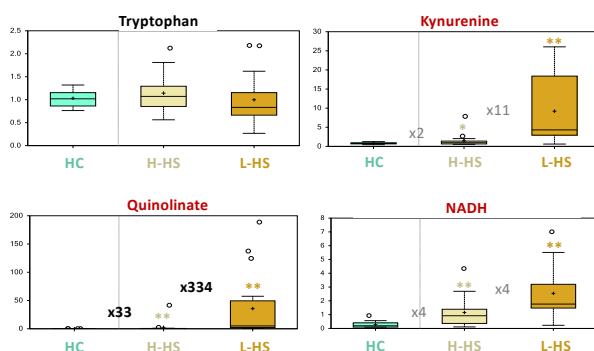 Tryptophan
2.5
2.0
1.5
1.0
0.5
0.0
HC
H-HS
L-HS
Kynurenine
30
25
20
15
10
5
0
**
x11
x2
*
HC
H-HS
L-HS
Quinolinate
200
150
100
50
0
x334
**
x33
**
HC
H-HS
L-HS
NADH
8
7
6
5
4
3
2
1
0
**
**
x4
x4
HC
H-HS
L-HS